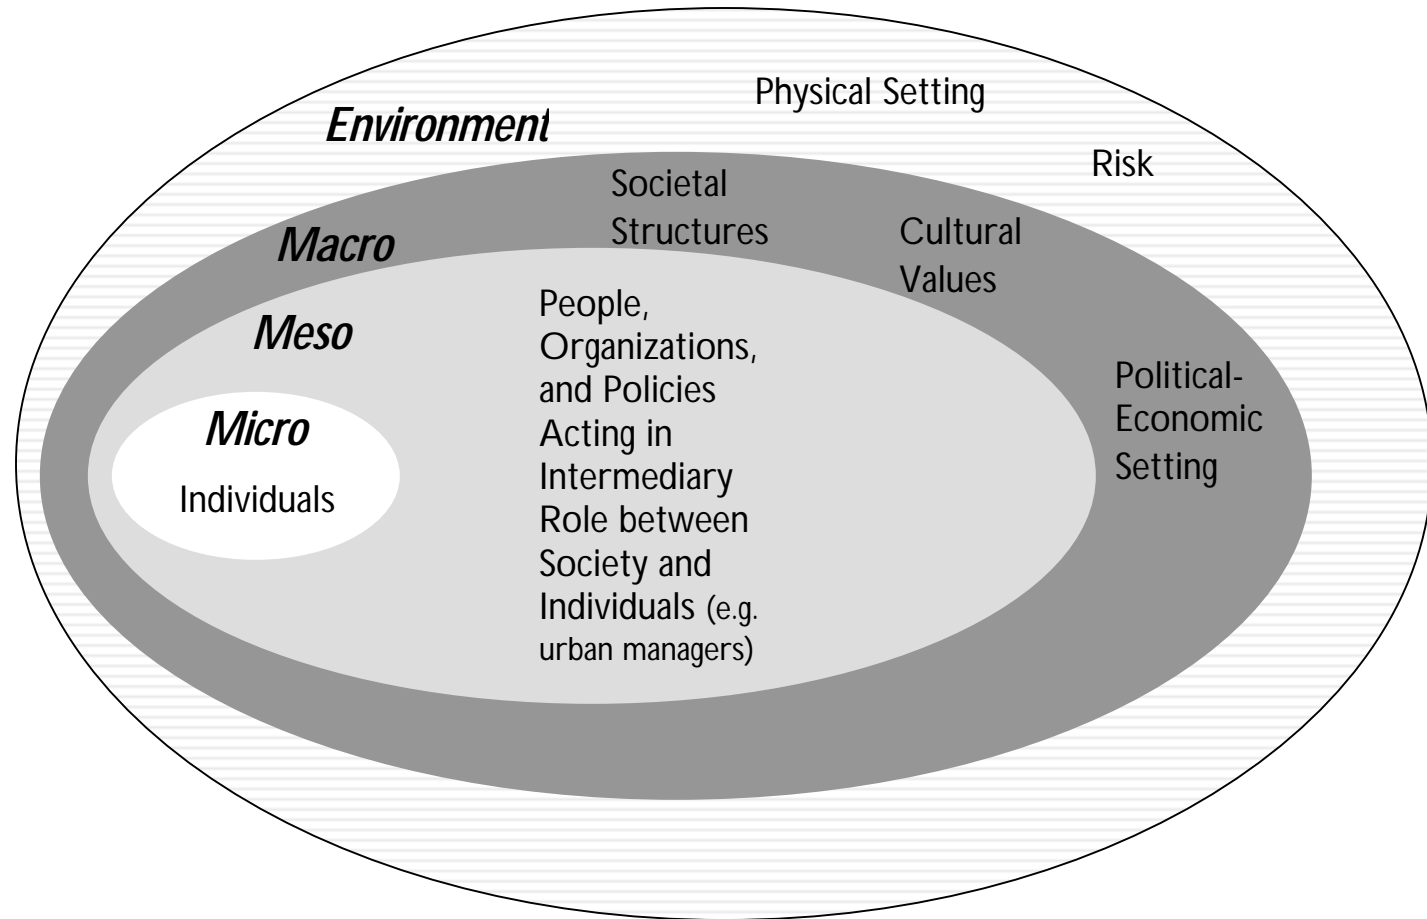 Physical Setting
Environment
Risk
Societal
Structures
Cultural
Values
Macro
People,
Organizations,
and Policies
Acting in
Intermediary
Role between
Society and
Individuals (e.g.
urban managers)
Meso
Political-
Economic
Setting
Micro
Individuals